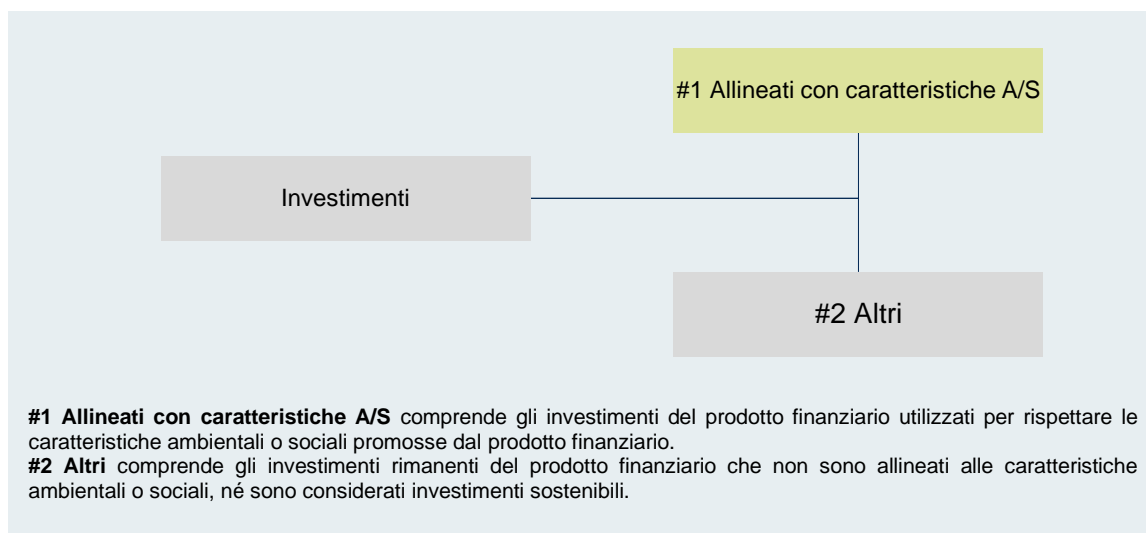 #1 Allineati con caratteristiche A/S
Investimenti
#2 Altri
#1 Allineati con caratteristiche A/S comprende gli investimenti del prodotto finanziario utilizzati per rispettare le
caratteristiche ambientali o sociali promosse dal prodotto finanziario.
#2 Altri comprende gli investimenti rimanenti del prodotto finanziario che non sono allineati alle caratteristiche
ambientali o sociali, né sono considerati investimenti sostenibili.